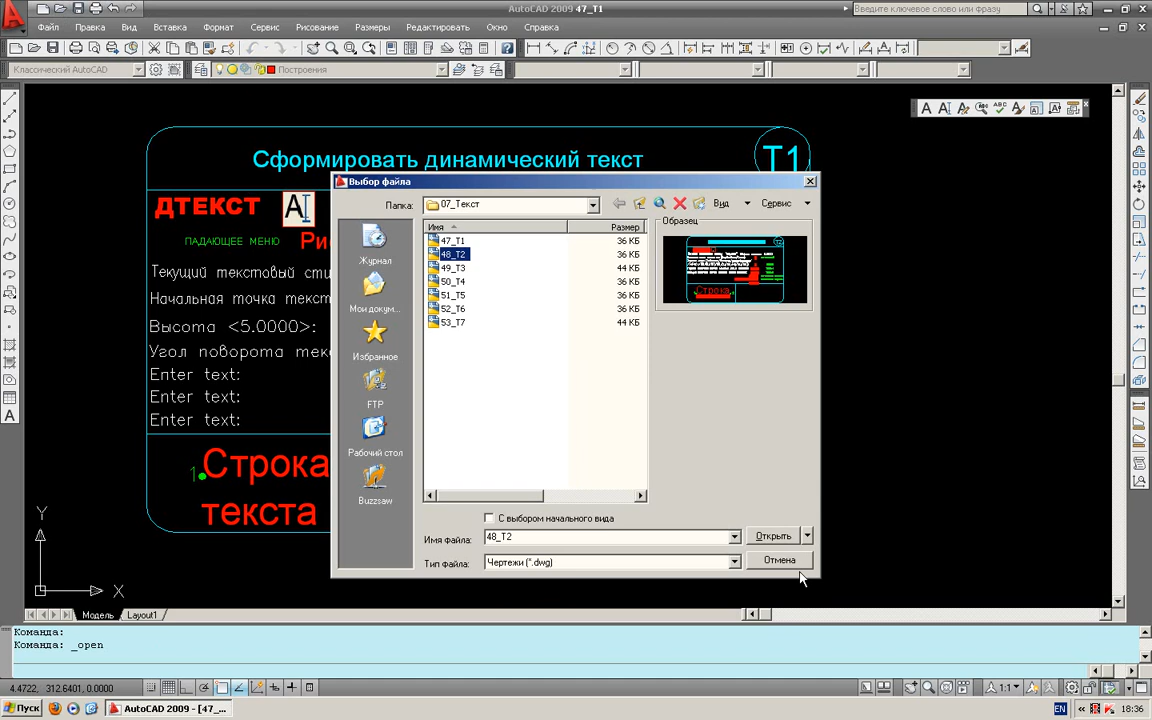 AutoCAD 2009 47_T1
Введите ключевое слово или фразу
Файл Правка Вид Вставка Формат Сервис Рисование Размеры Редактировать Окно Справка
Классический AutoCAD
Построения
Сформировать динамический текст
T1
ДТЕКСТ
A
ПАДАЮЩЕЕ МЕНЮ
Рис
Текущий текстовый сти
Начальная точка текст
Высота <5.0000>:
Угол поворота тек
Enter text:
Enter text:
Enter text:
1
Строка
текста
Выбор файла
Папка: 07_Текст
Вид
Сервис
Имя
Размер
Образец
47_T1 36 КБ
48_T2 36 КБ
49_T3 44 КБ
50_T4 36 КБ
51_T5 36 КБ
52_T6 36 КБ
53_T7 44 КБ
T2
Строка
Журнал
Мои докум...
Избранное
FTP
Рабочий стол
Buzzsaw
С выбором начального вида
Имя файла: 48_T2
Открыть
Тип файла: Чертежи (*.dwg)
Отмена
Y
X
Модель
Layout1
Команда:
Команда: _open
4.4722, 312.6401, 0.0000
1:1
Пуск
AutoCAD 2009 - [47_...
EN
18:36